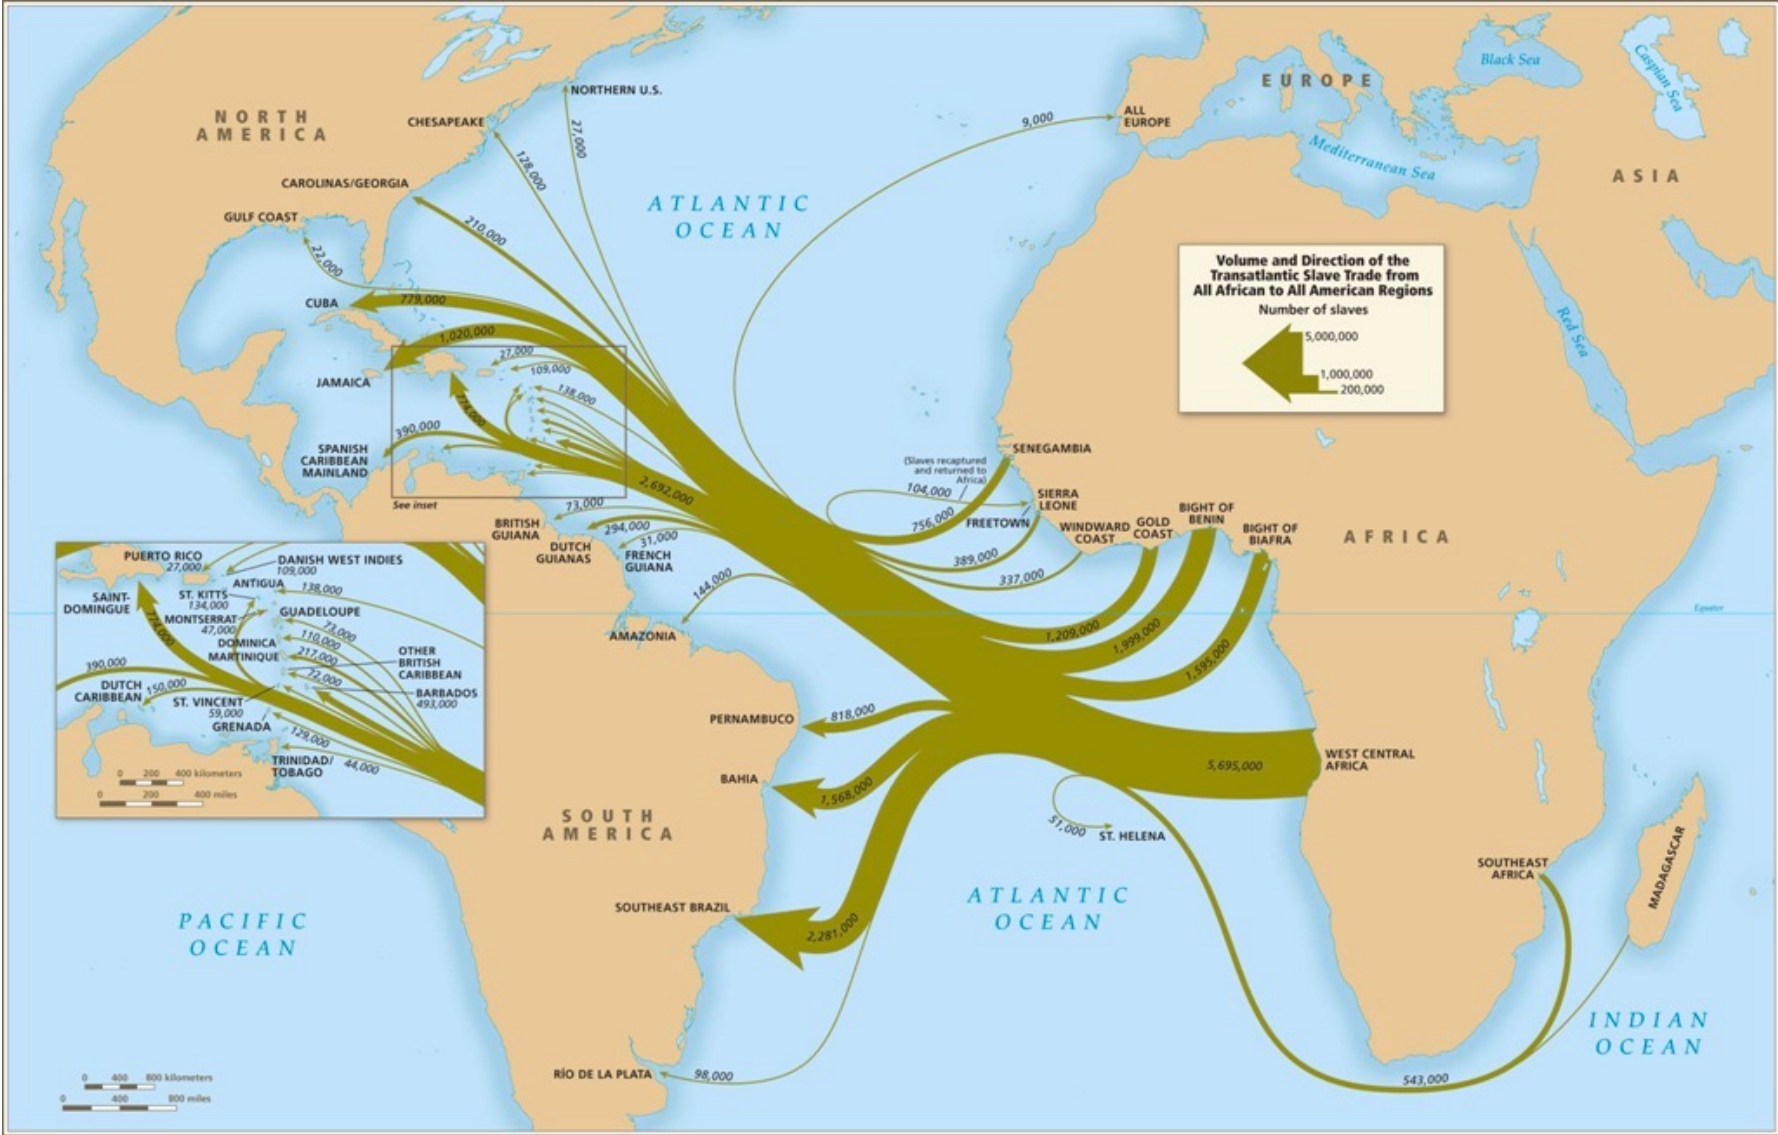 NORTH
AMERICA
NORTHERN U.S.
CHESAPEAKE
27,000
128,000
CAROLINAS/GEORGIA
210,000
GULF COAST
22,000
ATLANTIC
OCEAN
9,000
ALL
EUROPE
EUROPE
Black Sea
Caspian Sea
Mediterranean Sea
ASIA
Red Sea
Volume and Direction of the
Transatlantic Slave Trade from
All African to All American Regions
Number of slaves
5,000,000
1,000,000
200,000
CUBA
779,000
1,020,000
JAMAICA
27,000
109,000
138,000
774,000
390,000
SPANISH
CARIBBEAN
MAINLAND
See inset
2,692,000
73,000
BRITISH
GUIANA
294,000
DUTCH
GUIANAS
31,000
FRENCH
GUIANA
144,000
AMAZONIA
SENEGAMBIA
(Slaves recaptured
and returned to
Africa)
104,000
756,000
SIERRA
LEONE
FREETOWN
389,000
337,000
WINDWARD
COAST
GOLD
COAST
BIGHT OF
BENIN
BIGHT OF
BIAFRA
AFRICA
1,209,000
1,999,000
1,595,000
Equator
PUERTO RICO
27,000
DANISH WEST INDIES
109,000
ANTIGUA
138,000
SAINT-
DOMINGUE
774,000
ST. KITTS
134,000
MONTSERRAT
47,000
GUADELOUPE
73,000
DOMINICA
110,000
MARTINIQUE
217,000
OTHER
BRITISH
CARIBBEAN
72,000
BARBADOS
493,000
390,000
DUTCH
CARIBBEAN
150,000
ST. VINCENT
59,000
GRENADA
129,000
TRINIDAD/
TOBAGO
44,000
0 200 400 kilometers
0 200 400 miles
PERNAMBUCO
818,000
BAHIA
1,568,000
SOUTH
AMERICA
SOUTHEAST BRAZIL
2,281,000
WEST CENTRAL
AFRICA
5,695,000
51,000
ST. HELENA
SOUTHEAST
AFRICA
MADAGASCAR
PACIFIC
OCEAN
ATLANTIC
OCEAN
INDIAN
OCEAN
RÍO DE LA PLATA
98,000
543,000
0 400 800 kilometers
0 400 800 miles